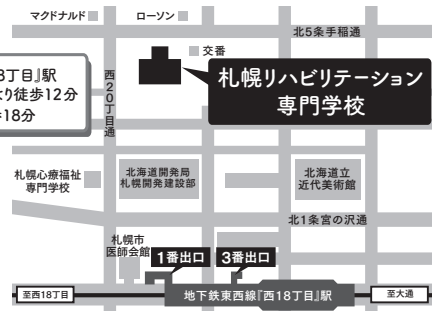 マクドナルド
ローソン
北5条手稲通
交番
8丁目』駅
より徒歩12分
18分
西20丁目通
札幌リハビリテーション
専門学校
札幌心療福祉
専門学校
北海道開発局
札幌開発建設部
北海道立
近代美術館
北1条宮の沢通
札幌市
医師会館
1番出口
3番出口
至西18丁目
地下鉄東西線『西18丁目』駅
至大通